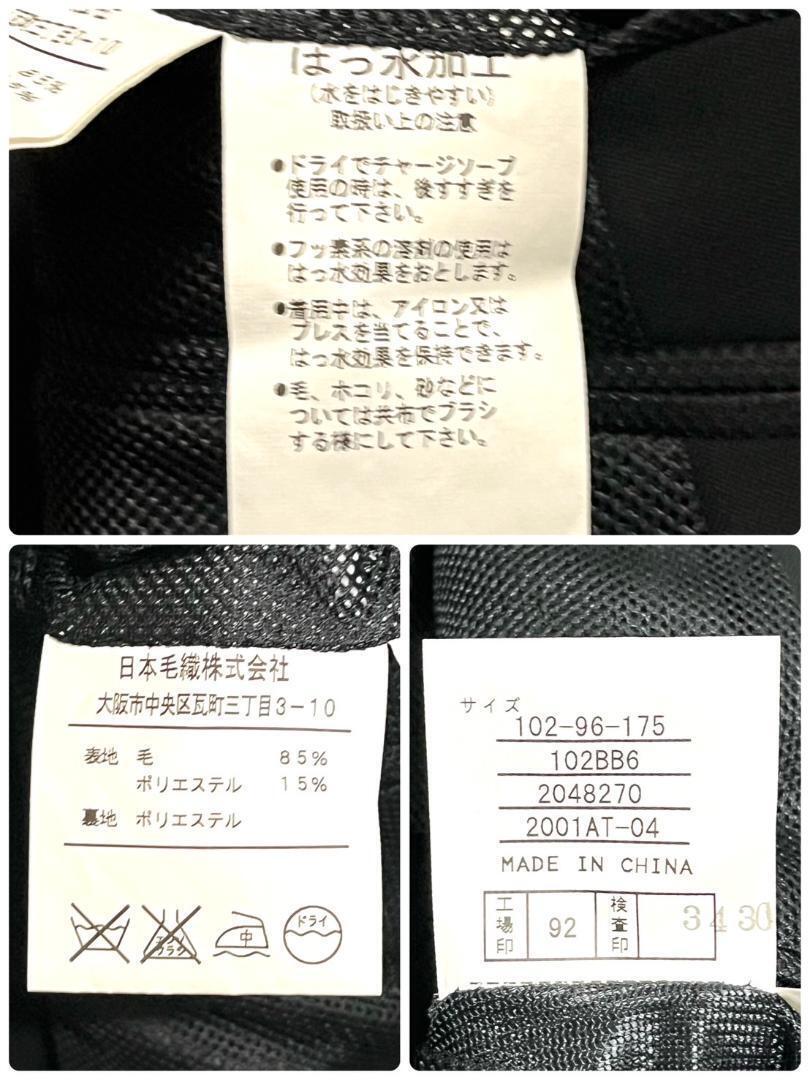 はっ水加工
(水をはじきやすい)
取扱い上の注意
●ドライでチャージソープ
使用の時は、後すすぎを
行って下さい。
●フッ素系の溶剤の使用は
はっ水効果をおとします。
●着用中は、アイロン又は
プレスを当てることで、
はっ水効果を保持できます。
●毛、ホコリ、砂などに
ついては共布でブラシ
する様にして下さい。
日本毛織株式会社
大阪市中央区瓦町三丁目3-10
表地 毛 85%
ポリエステル 15%
裏地 ポリエステル
中
ドライ
サイズ
102-96-175
102BB6
2048270
2001AT-04
MADE IN CHINA
工場印 92 検査印 3430